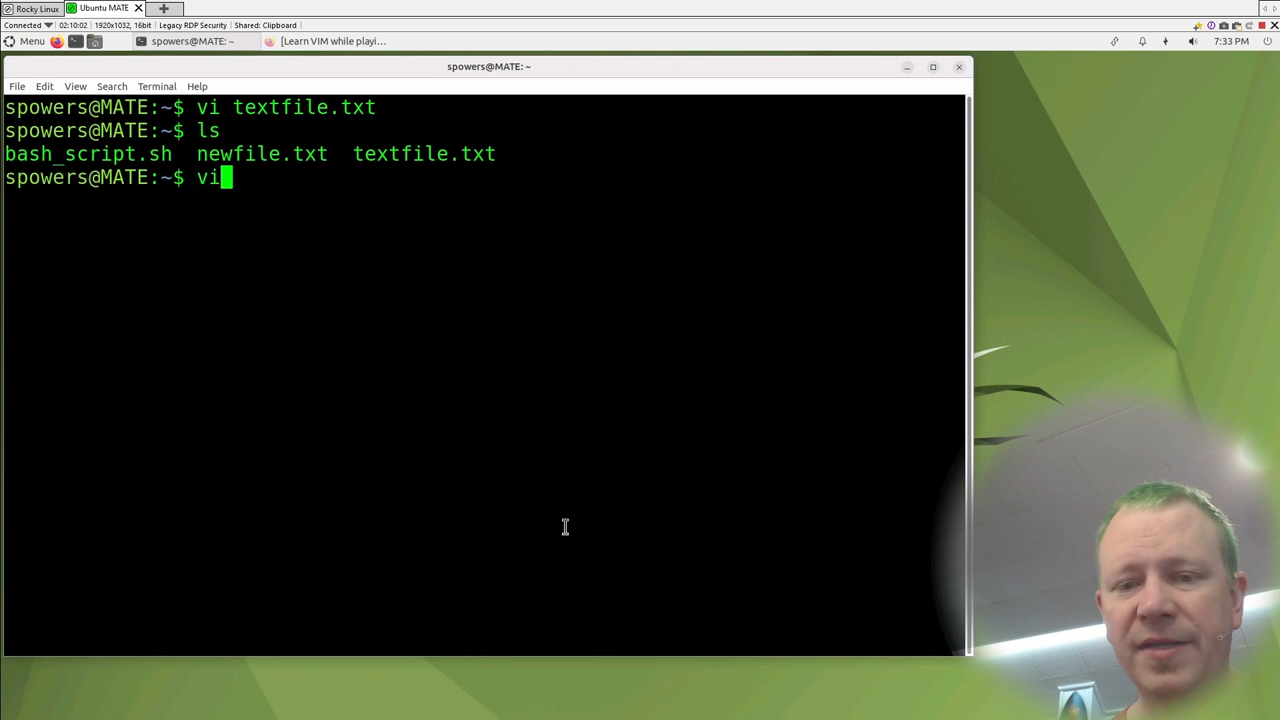 Rocky Linux
Ubuntu MATE
Connected 02:10:02 1920x1032, 16bit Legacy RDP Security Shared: Clipboard
Menu spowers@MATE: ~ [Learn VIM while playi... 7:33 PM
spowers@MATE: ~
File Edit View Search Terminal Help
spowers@MATE:~$ vi textfile.txt
spowers@MATE:~$ ls
bash_script.sh newfile.txt textfile.txt
spowers@MATE:~$ vi